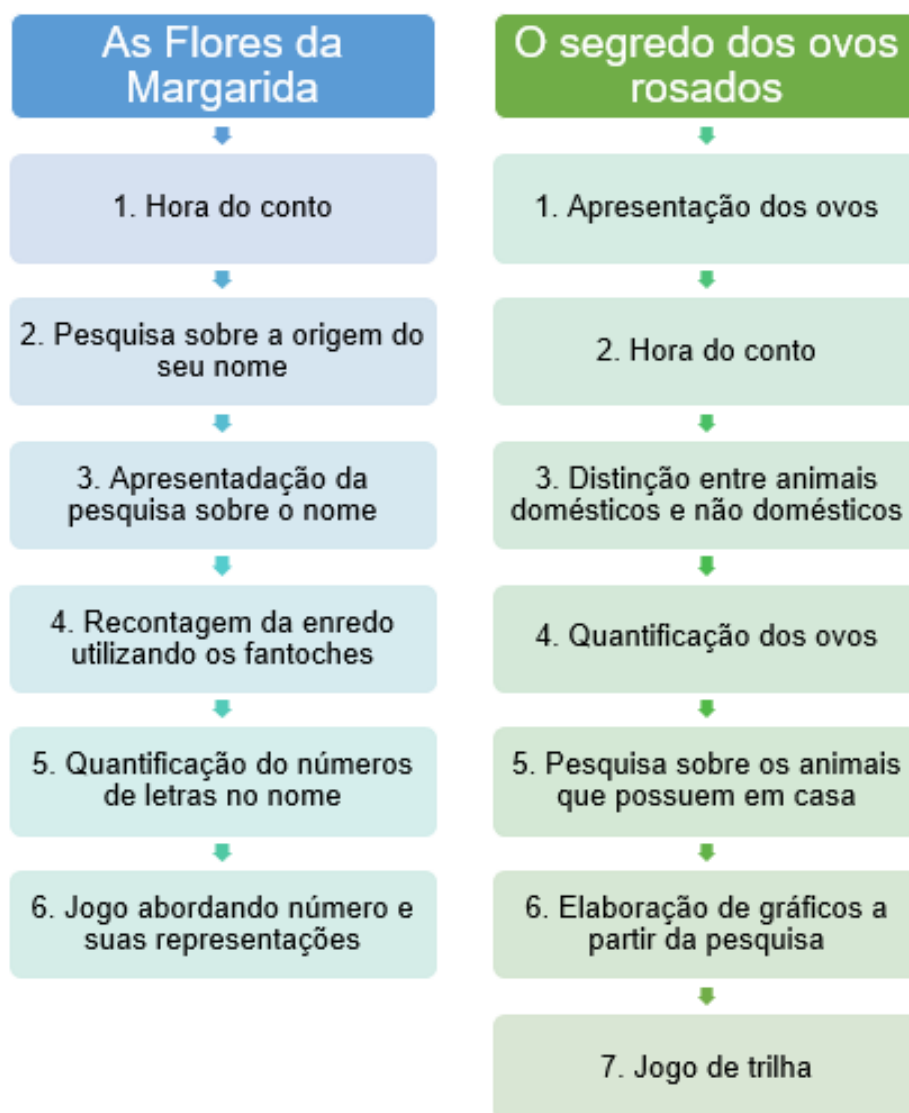 As Flores da
Margarida
1. Hora do conto
2. Pesquisa sobre a origem do
seu nome
3. Apresentadação da
pesquisa sobre o nome
4. Recontagem da enredo
utilizando os fantoches
5. Quantificação do números
de letras no nome
6. Jogo abordando número e
suas representações
O segredo dos ovos
rosados
1. Apresentação dos ovos
2. Hora do conto
3. Distinção entre animais
domésticos e não domésticos
4. Quantificação dos ovos
5. Pesquisa sobre os animais
que possuem em casa
6. Elaboração de gráficos a
partir da pesquisa
7. Jogo de trilha